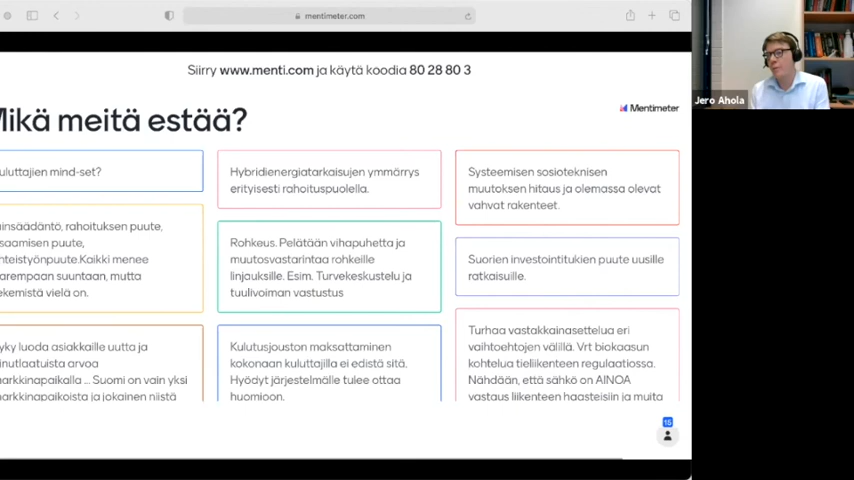 mentimeter.com
Siirry www.menti.com ja käytä koodia 80 28 80 3
Mikä meitä estää?
Mentimeter
uluttajien mind-set?
insäädäntö, rahoituksen puute,
saamisen puute,
hteistyönpuute.Kaikki menee
arempaan suuntaan, mutta
ekemistä vielä on.
yky luoda asiakkaille uutta ja
inutlaatuista arvoa
arkkinapaikalla ... Suomi on vain yksi
arkkinapaikoista ja jokainen niistä
Hybridienergiatarkaisujen ymmärrys
erityisesti rahoituspuolella.
Rohkeus. Pelätään vihapuhetta ja
muutosvastarintaa rohkeille
linjauksille. Esim. Turvekeskustelu ja
tuulivoiman vastustus
Kulutusjouston maksattaminen
kokonaan kuluttajilla ei edistä sitä.
Hyödyt järjestelmälle tulee ottaa
huomioon.
Systeemisen sosioteknisen
muutoksen hitaus ja olemassa olevat
vahvat rakenteet.
Suorien investointitukien puute uusille
ratkaisuille.
Turhaa vastakkainasettelua eri
vaihtoehtojen välillä. Vrt biokaasun
kohtelua tieliikenteen regulaatiossa.
Nähdään, että sähkö on AINOA
vastaus liikenteen haasteisiin ja muita
15
Jero Ahola